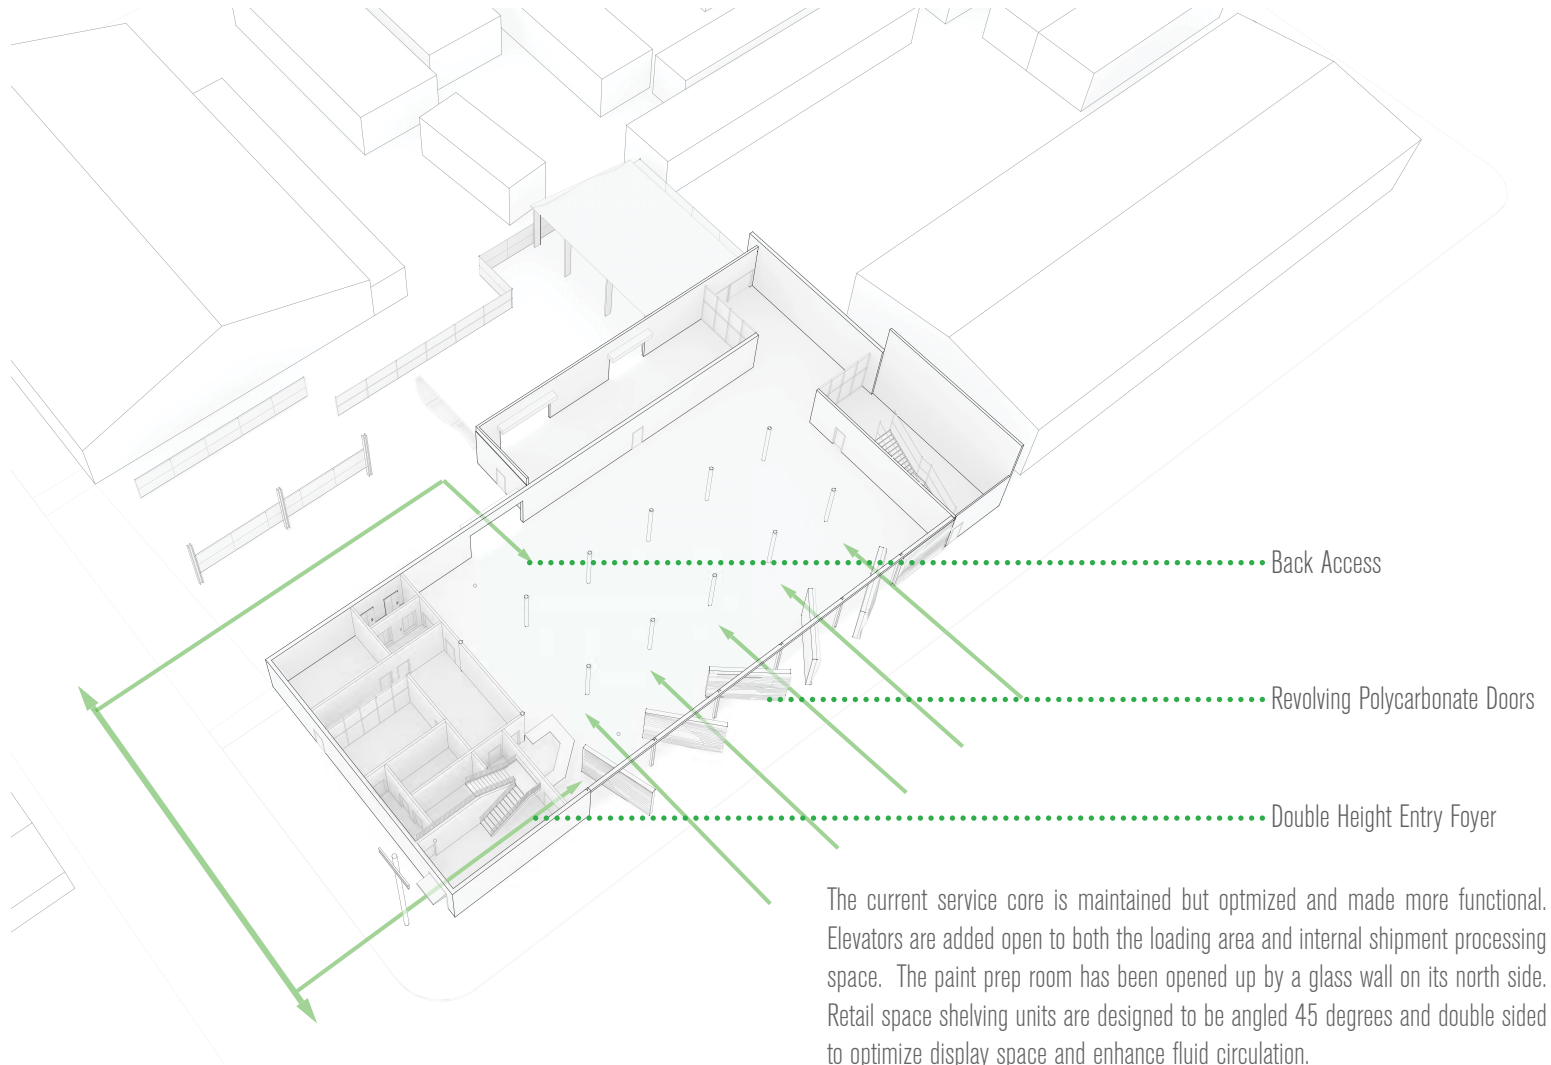 Back Access
Revolving Polycarbonate Doors
Double Height Entry Foyer
The current service core is maintained but optmized and made more functional.
Elevators are added open to both the loading area and internal shipment processing
space. The paint prep room has been opened up by a glass wall on its north side.
Retail space shelving units are designed to be angled 45 degrees and double sided
to optimize display space and enhance fluid circulation.